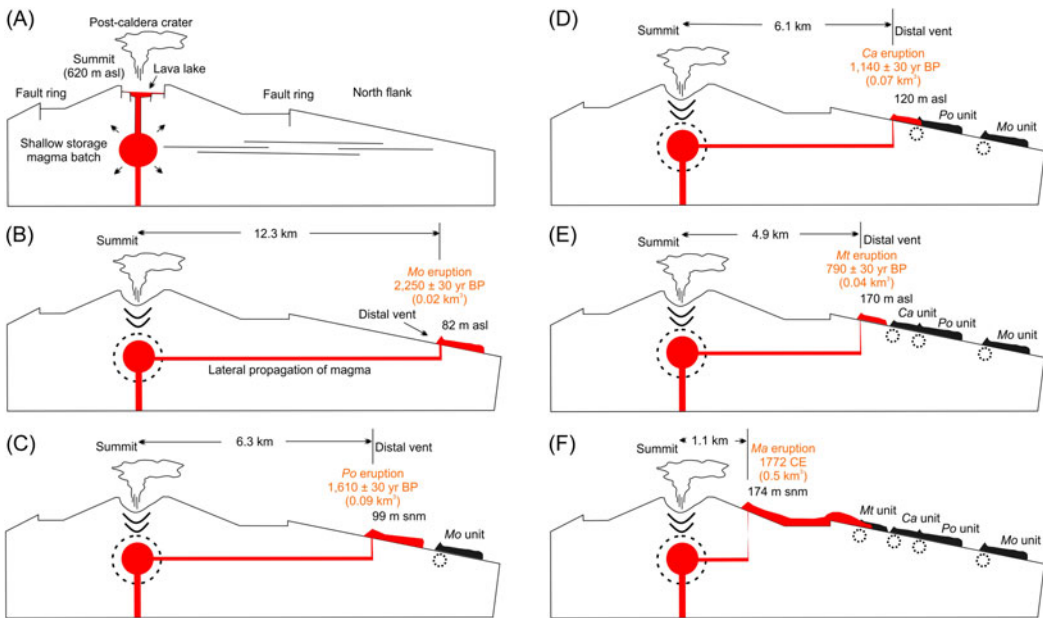 (A)
Post-caldera crater
Summit
(620 m asl)
Lava lake
Fault ring
Fault ring
North flank
Shallow storage
magma batch
(B)
Summit
12.3 km
Mo eruption
2,250 ± 30 yr BP
(0.02 km³)
Distal vent
82 m asl
Lateral propagation of magma
(C)
Summit
6.3 km
Distal vent
Po eruption
1,610 ± 30 yr BP
(0.09 km³)
99 m snm
Mo unit
(D)
Summit
6.1 km
Distal vent
Ca eruption
1,140 ± 30 yr BP
(0.07 km³)
120 m asl
Po unit
Mo unit
(E)
Summit
4.9 km
Distal vent
Mt eruption
790 ± 30 yr BP
(0.04 km³)
170 m asl
Ca unit
Po unit
Mo unit
(F)
Summit
1.1 km
Ma eruption
1772 CE
(0.5 km³)
174 m snm
Mt unit
Ca unit
Po unit
Mo unit